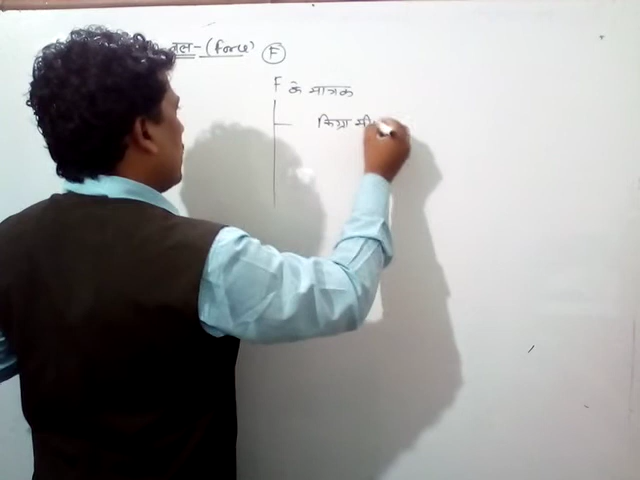 बल-(force) F
F के मात्रक
किग्रा मी